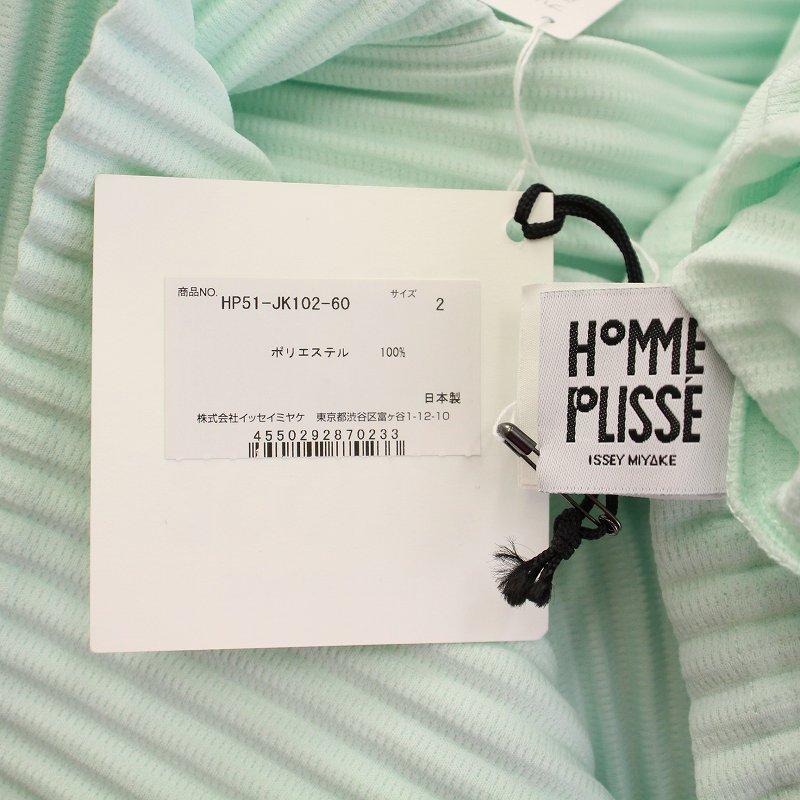 商品NO. HP51-JK102-60 サイズ 2
ポリエステル 100%
日本製
株式会社イッセイミヤケ 東京都渋谷区富ヶ谷1-12-10
4550292870233
HOMME
PLISSÉ
ISSEY MIYAKE